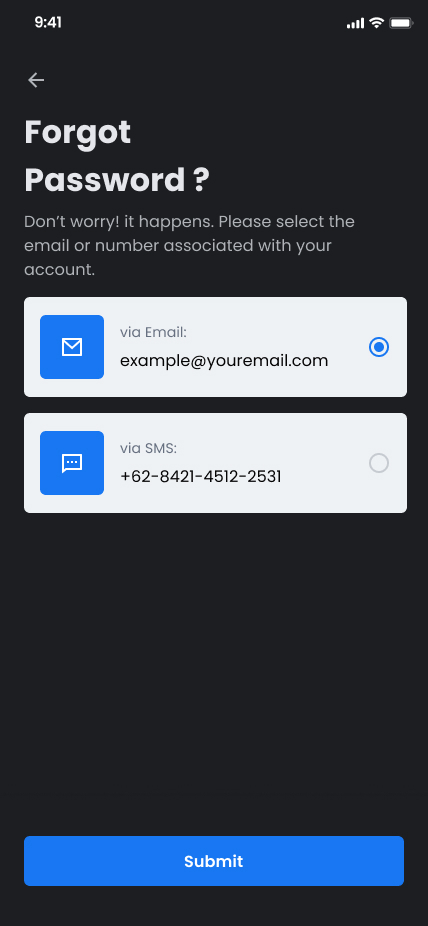 9:41
Forgot
Password ?
Don’t worry! it happens. Please select the
email or number associated with your
account.
via Email:
example@youremail.com
via SMS:
+62-8421-4512-2531
Submit